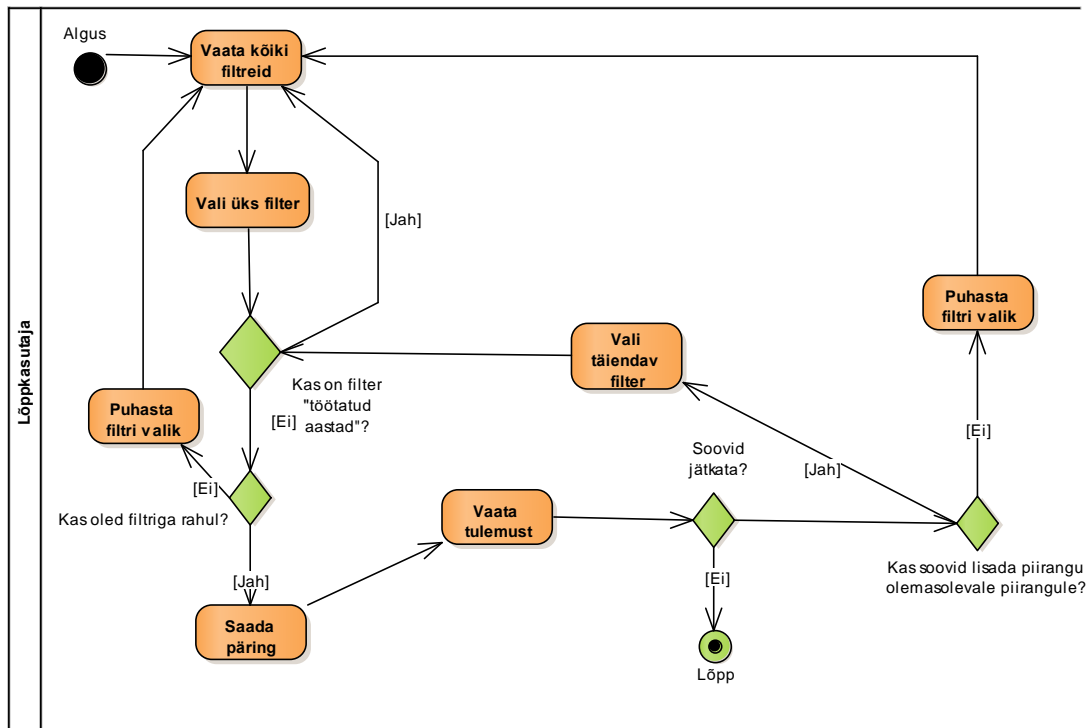 Lõppkasutaja
Algus
Vaata kõiki
filtreid
Vali üks filter
[Jah]
Puhasta
filtri valik
Vali
täiendav
filter
Kas on filter
"töötatud
aastad"?
[Ei]
Puhasta
filtri valik
[Ei]
Kas oled filtriga rahul?
[Jah]
Saada
päring
Vaata
tulemust
Soovid
jätkata?
[Jah]
[Ei]
[Ei]
Kas soovid lisada piirangu
olemasolevale piirangule?
Lõpp